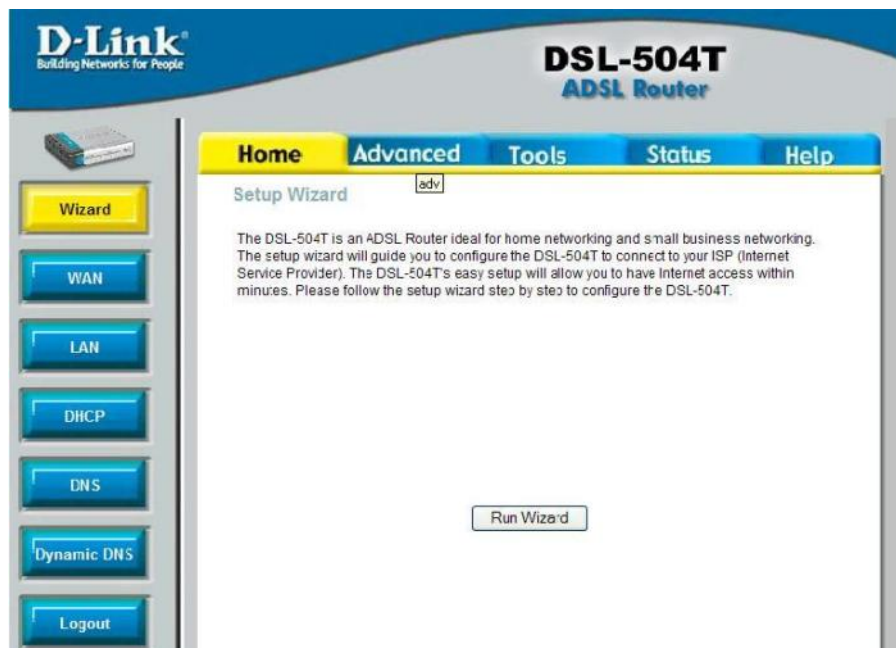 D-Link
Building Networks for People
DSL-504T
ADSL Router
Home Advanced Tools Status Help
adv
Wizard
WAN
LAN
DHCP
DNS
Dynamic DNS
Logout
Setup Wizard
The DSL-504T is an ADSL Router ideal for home networking and small business networking.
The setup wizard will guide you to configure the DSL-504T to connect to your ISP (Internet
Service Provider). The DSL-504T's easy setup will allow you to have Internet access within
minutes. Please follow the setup wizard step by step to configure the DSL-504T.
Run Wizard